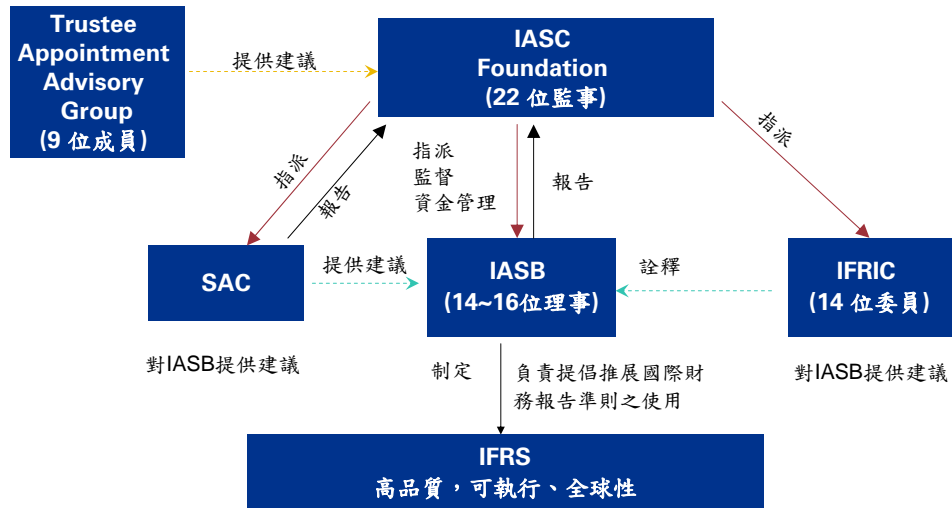 Trustee
Appointment
Advisory
Group
(9 位成員)
提供建議
IASC
Foundation
(22 位監事)
指派
報告
指派
監督
資金管理
報告
指派
SAC
提供建議
IASB
(14~16位理事)
詮釋
IFRIC
(14 位委員)
對IASB提供建議
制定
負責提倡推展國際財
務報告準則之使用
對IASB提供建議
IFRS
高品質，可執行、全球性